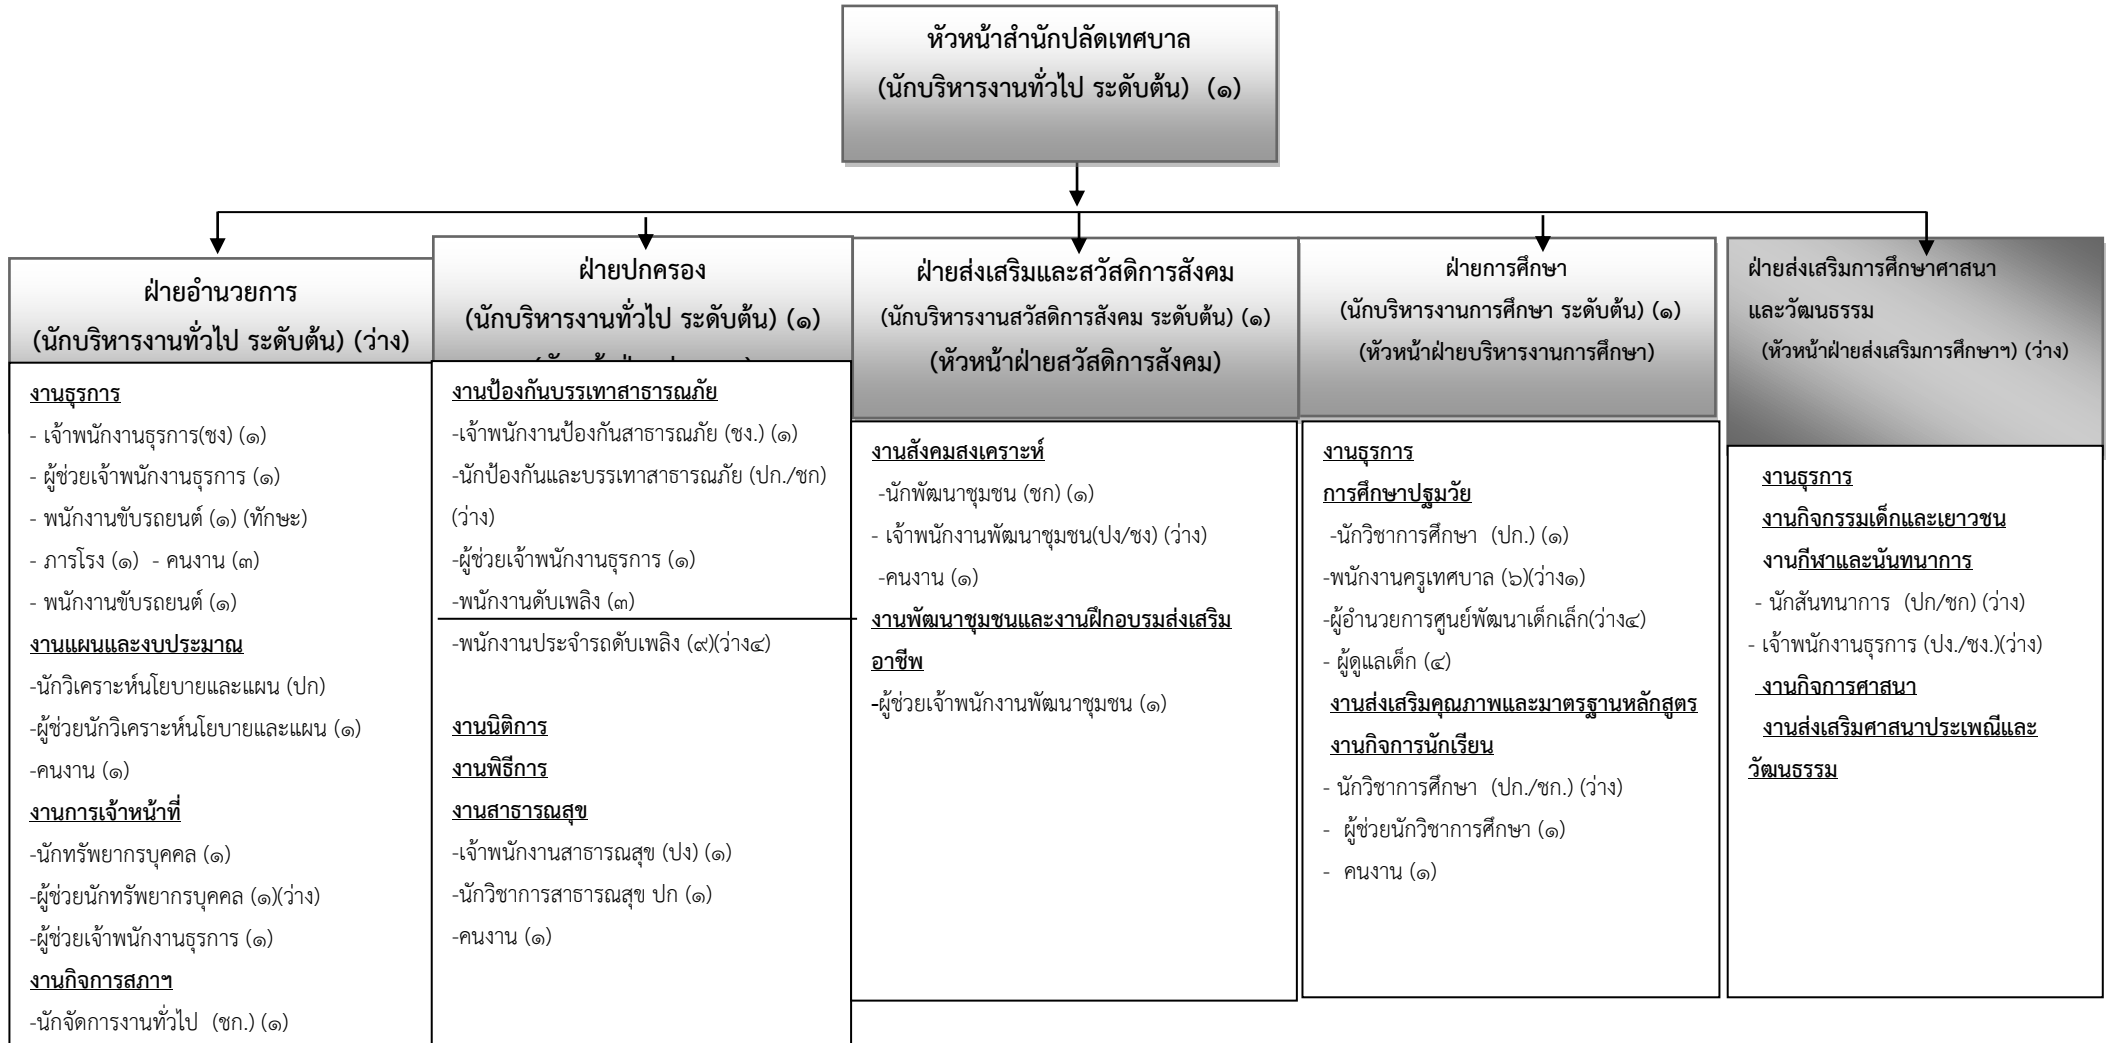 หัวหน้าสำนักปลัดเทศบาล
(นักบริหารงานทั่วไป ระดับต้น) (๑)
ฝ่ายอำนวยการ
(นักบริหารงานทั่วไป ระดับต้น) (ว่าง)
งานธุรการ
- เจ้าพนักงานธุรการ(ชง) (๑)
- ผู้ช่วยเจ้าพนักงานธุรการ (๑)
- พนักงานขับรถยนต์ (๑) (ทักษะ)
- ภารโรง (๑) - คนงาน (๓)
- พนักงานขับรถยนต์ (๑)
งานแผนและงบประมาณ
-นักวิเคราะห์นโยบายและแผน (ปก)
-ผู้ช่วยนักวิเคราะห์นโยบายและแผน (๑)
-คนงาน (๑)
งานการเจ้าหน้าที่
-นักทรัพยากรบุคคล (๑)
-ผู้ช่วยนักทรัพยากรบุคคล (๑)(ว่าง)
-ผู้ช่วยเจ้าพนักงานธุรการ (๑)
งานกิจการสภาฯ
-นักจัดการงานทั่วไป (ชก.) (๑)
ฝ่ายปกครอง
(นักบริหารงานทั่วไป ระดับต้น) (๑)
งานป้องกันบรรเทาสาธารณภัย
-เจ้าพนักงานป้องกันสาธารณภัย (ชง.) (๑)
-นักป้องกันและบรรเทาสาธารณภัย (ปก./ชก)
(ว่าง)
-ผู้ช่วยเจ้าพนักงานธุรการ (๑)
-พนักงานดับเพลิง (๓)
-พนักงานประจำรถดับเพลิง (๙)(ว่าง๔)
งานนิติการ
งานพิธีการ
งานสาธารณสุข
-เจ้าพนักงานสาธารณสุข (ปง) (๑)
-นักวิชาการสาธารณสุข ปก (๑)
-คนงาน (๑)
ฝ่ายส่งเสริมและสวัสดิการสังคม
(นักบริหารงานสวัสดิการสังคม ระดับต้น) (๑)
(หัวหน้าฝ่ายสวัสดิการสังคม)
งานสังคมสงเคราะห์
-นักพัฒนาชุมชน (ชก) (๑)
- เจ้าพนักงานพัฒนาชุมชน(ปง/ชง) (ว่าง)
-คนงาน (๑)
งานพัฒนาชุมชนและงานฝึกอบรมส่งเสริม
อาชีพ
-ผู้ช่วยเจ้าพนักงานพัฒนาชุมชน (๑)
ฝ่ายการศึกษา
(นักบริหารงานการศึกษา ระดับต้น) (๑)
(หัวหน้าฝ่ายบริหารงานการศึกษา)
งานธุรการ
การศึกษาปฐมวัย
-นักวิชาการศึกษา (ปก.) (๑)
-พนักงานครูเทศบาล (๖)(ว่าง๑)
-ผู้อำนวยการศูนย์พัฒนาเด็กเล็ก(ว่าง๔)
- ผู้ดูแลเด็ก (๔)
งานส่งเสริมคุณภาพและมาตรฐานหลักสูตร
งานกิจการนักเรียน
- นักวิชาการศึกษา (ปก./ชก.) (ว่าง)
- ผู้ช่วยนักวิชาการศึกษา (๑)
- คนงาน (๑)
ฝ่ายส่งเสริมการศึกษาศาสนา
และวัฒนธรรม
(หัวหน้าฝ่ายส่งเสริมการศึกษาฯ) (ว่าง)
งานธุรการ
งานกิจกรรมเด็กและเยาวชน
งานกีฬาและนันทนาการ
- นักสันทนาการ (ปก/ชก) (ว่าง)
- เจ้าพนักงานธุรการ (ปง./ชง.)(ว่าง)
งานกิจการศาสนา
งานส่งเสริมศาสนาประเพณีและ
วัฒนธรรม